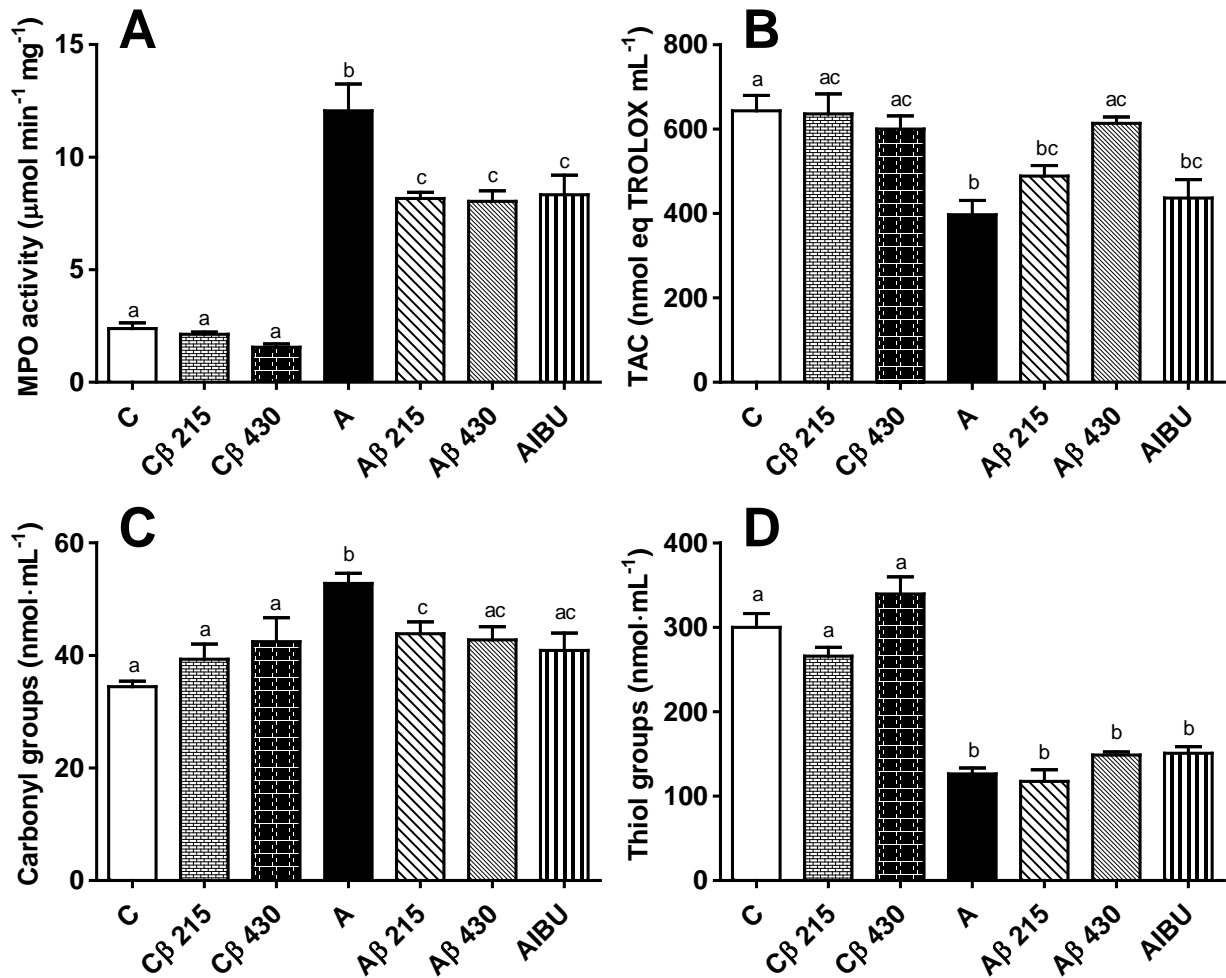 A
MPO activity (μmol min⁻¹ mg⁻¹)
15
10
5
0
a
a
a
b
c
c
c
C
Cβ 215
Cβ 430
A
Aβ 215
Aβ 430
AIBU
B
TAC (nmol eq TROLOX mL⁻¹)
800
600
400
200
0
a
ac
ac
b
bc
ac
bc
C
Cβ 215
Cβ 430
A
Aβ 215
Aβ 430
AIBU
C
Carbonyl groups (nmol·mL⁻¹)
60
40
20
0
a
a
a
b
c
ac
ac
C
Cβ 215
Cβ 430
A
Aβ 215
Aβ 430
AIBU
D
Thiol groups (nmol·mL⁻¹)
400
300
200
100
0
a
a
a
b
b
b
b
C
Cβ 215
Cβ 430
A
Aβ 215
Aβ 430
AIBU